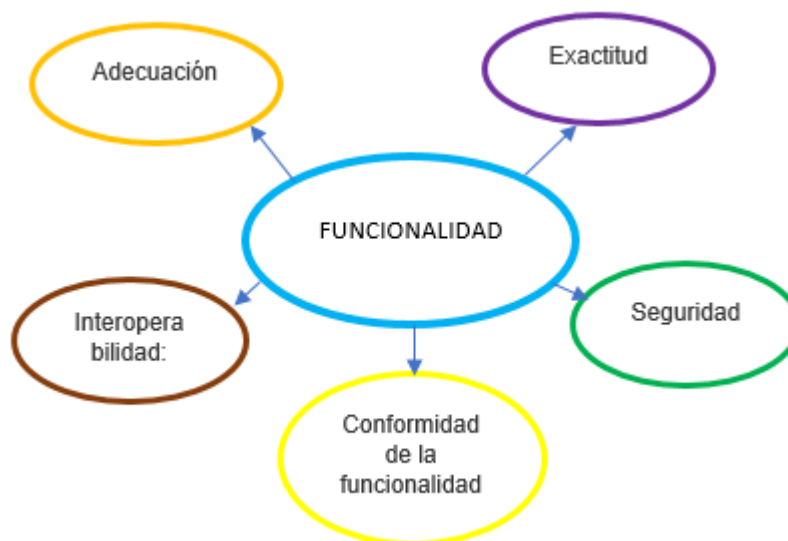 Adecuación
Exactitud
FUNCIONALIDAD
Interopera
bilidad:
Seguridad
Conformidad
de la
funcionalidad